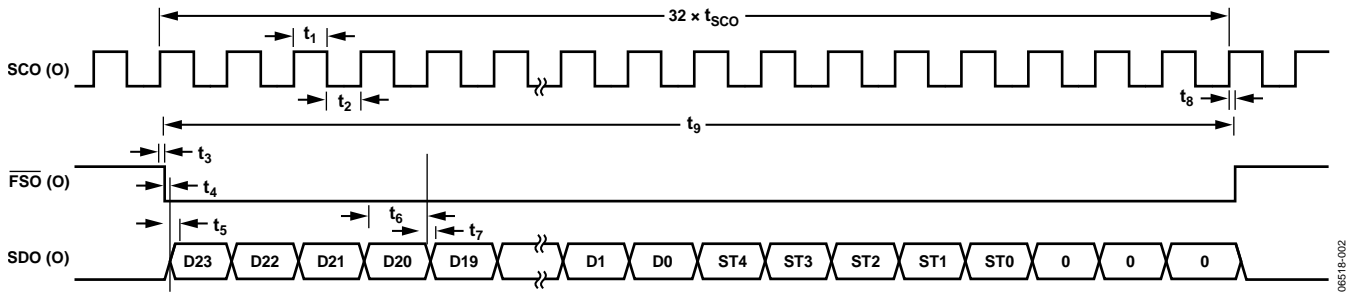 32 × tSCO
t1
SCO (O)
t2
t8
t9
t3
FSO (O)
t4
t5
t6
t7
SDO (O)
D23 D22 D21 D20 D19 D1 D0 ST4 ST3 ST2 ST1 ST0 0 0 0
06518-002